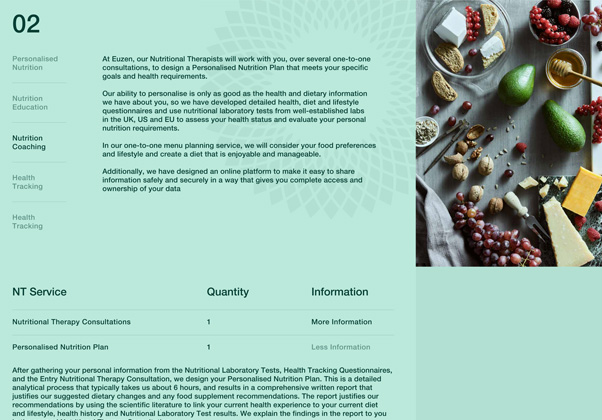 02
Personalised
Nutrition
Nutrition
Education
Nutrition
Coaching
Health
Tracking
Health
Tracking
At Euzen, our Nutritional Therapists will work with you, over several one-to-one
consultations, to design a Personalised Nutrition Plan that meets your specific
goals and health requirements.
Our ability to personalise is only as good as the health and dietary information
we have about you, so we have developed detailed health, diet and lifestyle
questionnaires and use nutritional laboratory tests from well-established labs
in the UK, US and EU to assess your health status and evaluate your personal
nutrition requirements.
In our one-to-one menu planning service, we will consider your food preferences
and lifestyle and create a diet that is enjoyable and manageable.
Additionally, we have designed an online platform to make it easy to share
information safely and securely in a way that gives you complete access and
ownership of your data
NT Service Quantity Information
Nutritional Therapy Consultations 1 More Information
Personalised Nutrition Plan 1 Less Information
After gathering your personal information from the Nutritional Laboratory Tests, Health Tracking Questionnaires,
and the Entry Nutritional Therapy Consultation, we design your Personalised Nutrition Plan. This is a detailed
analytical process that typically takes us about 6 hours, and results in a comprehensive written report that
justifies our suggested dietary changes and any food supplement recommendations. The report justifies our
recommendations by using the scientific literature to link your current health experience to your current diet
and lifestyle, health history and Nutritional Laboratory Test results. We explain the findings in the report to you